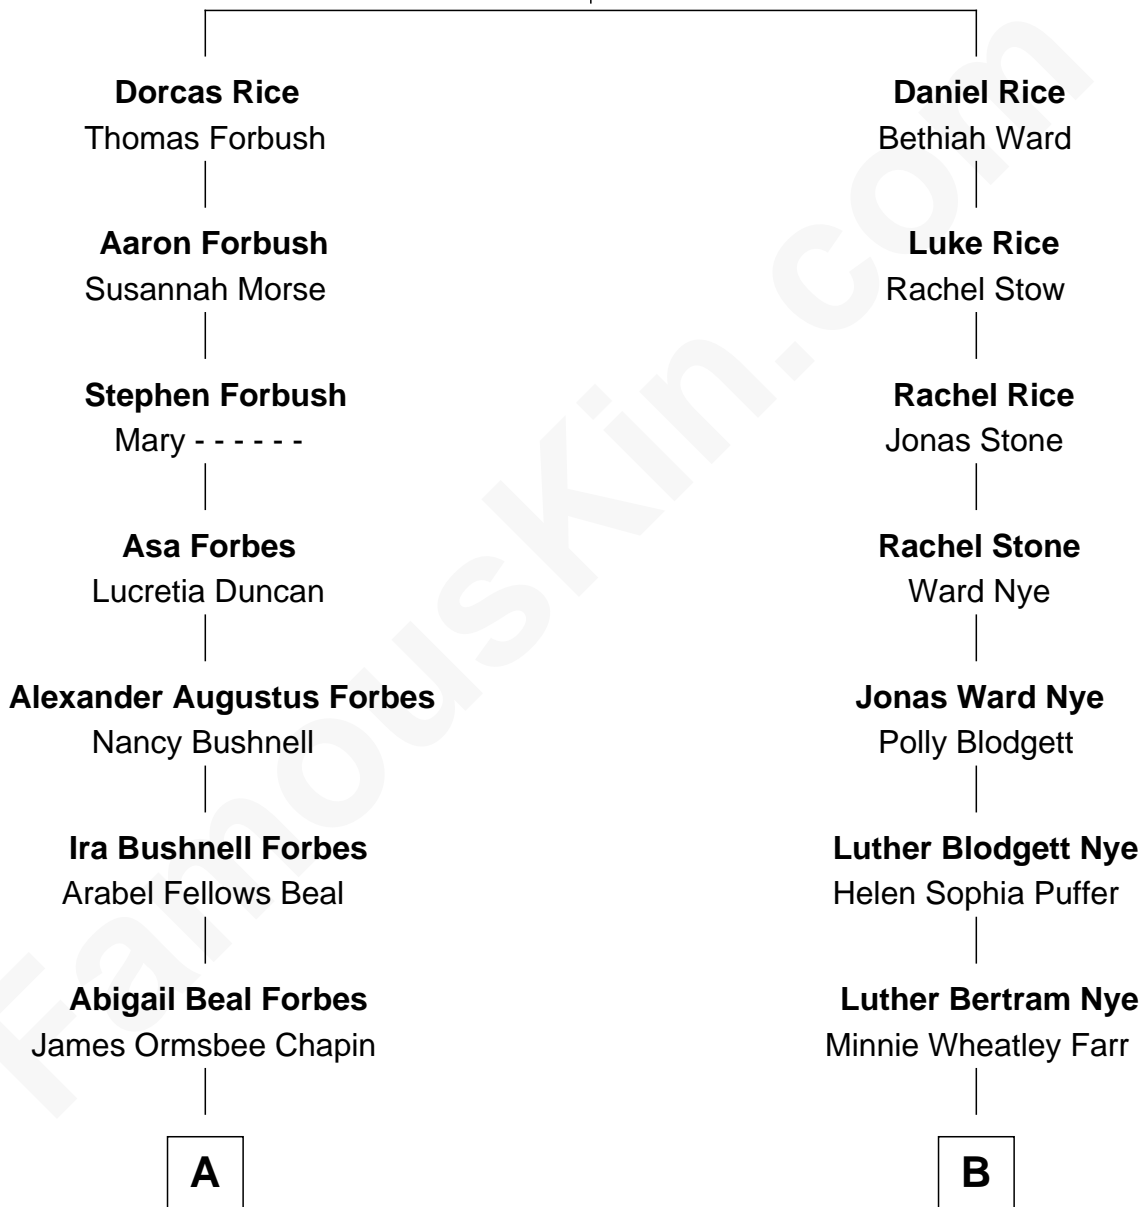 Dorcas Rice
Thomas Forbush
Daniel Rice
Bethiah Ward
Aaron Forbush
Susannah Morse
Luke Rice
Rachel Stow
Stephen Forbush
Mary - - - - - -
Rachel Rice
Jonas Stone
Asa Forbes
Lucretia Duncan
Rachel Stone
Ward Nye
Alexander Augustus Forbes
Nancy Bushnell
Jonas Ward Nye
Polly Blodgett
Ira Bushnell Forbes
Arabel Fellows Beal
Luther Blodgett Nye
Helen Sophia Puffer
Abigail Beal Forbes
James Ormsbee Chapin
Luther Bertram Nye
Minnie Wheatley Farr
A
B
FamousKin.com